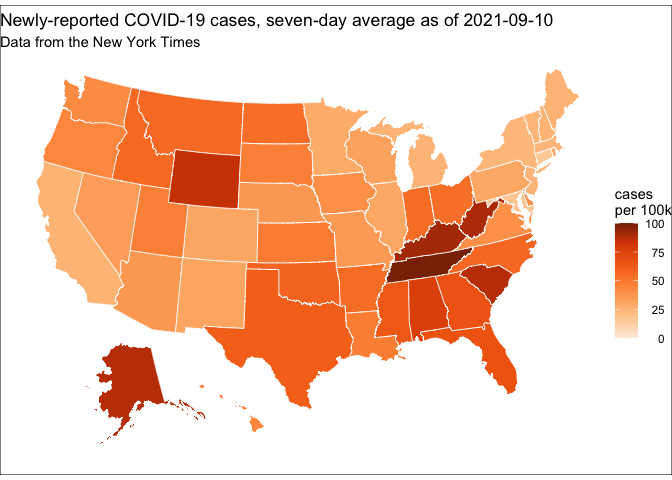 Newly-reported COVID-19 cases, seven-day average as of 2021-09-10
Data from the New York Times
cases
per 100k
100
75
50
25
0